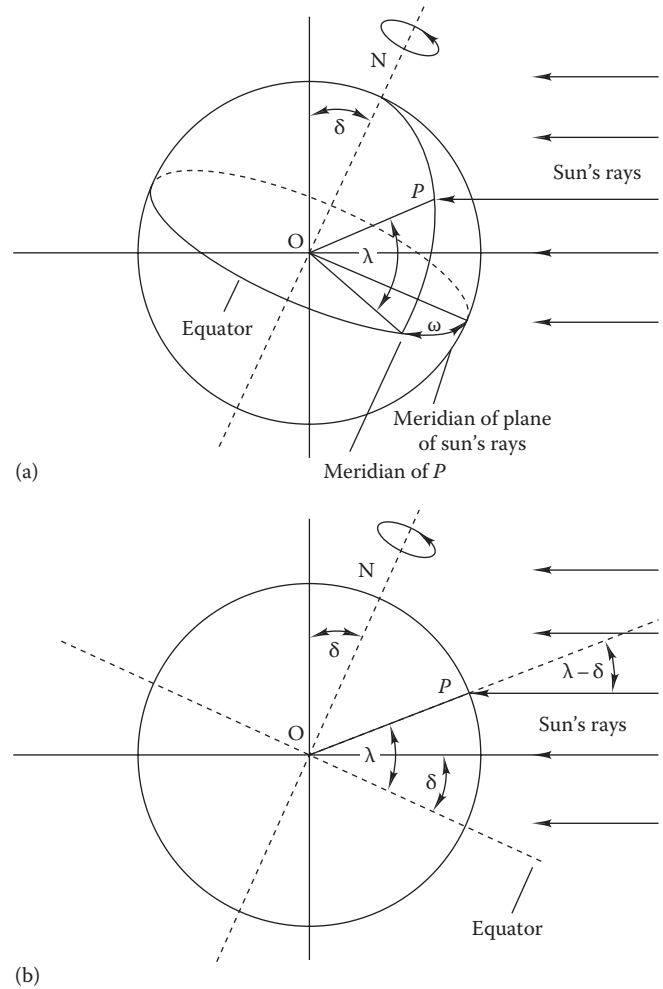 N
δ
P
Sun's rays
O
λ
Equator
ω
Meridian of plane
of sun's rays
(a)
Meridian of P
N
δ
P
λ – δ
O
Sun's rays
λ
δ
Equator
(b)